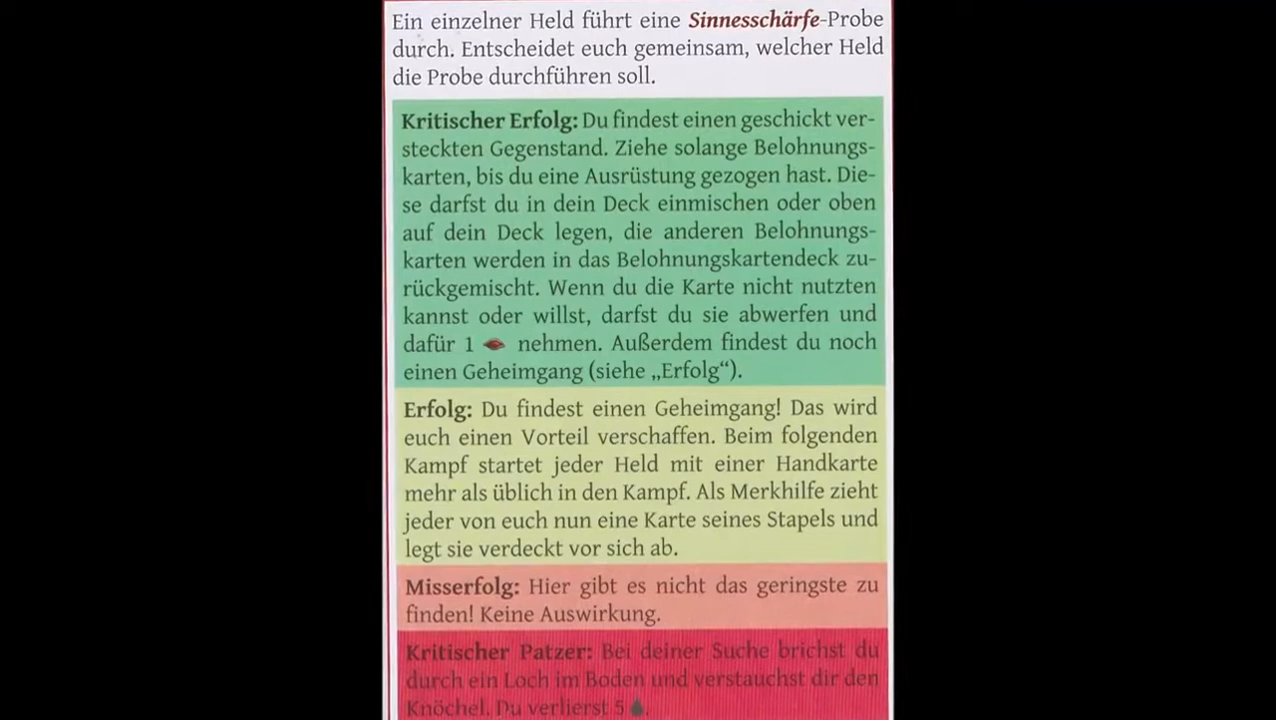 Ein einzelner Held führt eine Sinnesschärfe-Probe
durch. Entscheidet euch gemeinsam, welcher Held
die Probe durchführen soll.
Kritischer Erfolg: Du findest einen geschickt ver-
steckten Gegenstand. Ziehe solange Belohnungs-
karten, bis du eine Ausrüstung gezogen hast. Die-
se darfst du in dein Deck einmischen oder oben
auf dein Deck legen, die anderen Belohnungs-
karten werden in das Belohnungskartendeck zu-
rückgemischt. Wenn du die Karte nicht nutzten
kannst oder willst, darfst du sie abwerfen und
dafür 1 nehmen. Außerdem findest du noch
einen Geheimgang (siehe „Erfolg“).
Erfolg: Du findest einen Geheimgang! Das wird
euch einen Vorteil verschaffen. Beim folgenden
Kampf startet jeder Held mit einer Handkarte
mehr als üblich in den Kampf. Als Merkhilfe zieht
jeder von euch nun eine Karte seines Stapels und
legt sie verdeckt vor sich ab.
Misserfolg: Hier gibt es nicht das geringste zu
finden! Keine Auswirkung.
Kritischer Patzer: Bei deiner Suche brichst du
durch ein Loch im Boden und verstauchst dir den
Knöchel. Du verlierst 5 .